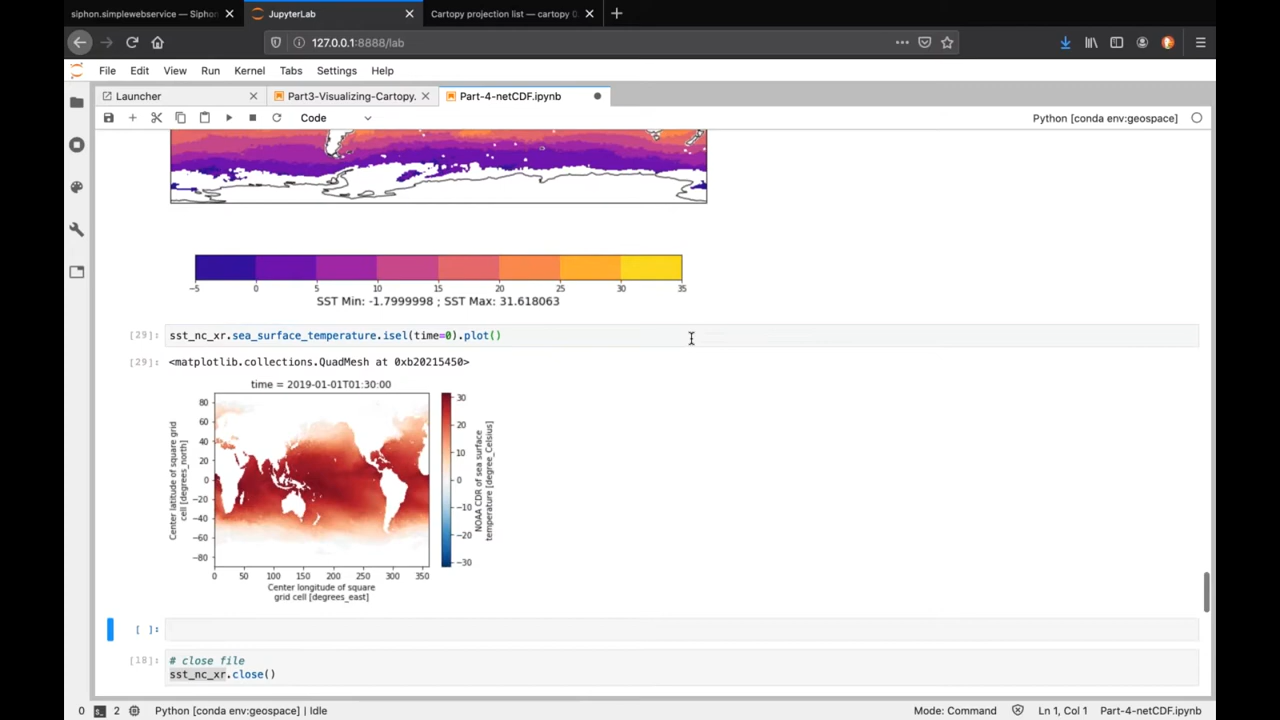 siphon.simplewebservice — Siphon
JupyterLab
Cartopy projection list — cartopy 0.
127.0.0.1:8888/lab
File Edit View Run Kernel Tabs Settings Help
Launcher
Part3-Visualizing-Cartopy.
Part-4-netCDF.ipynb
Code
Python [conda env:geospace]
-5 0 5 10 15 20 25 30 35
SST Min: -1.7999998 ; SST Max: 31.618063
[29]: sst_nc_xr.sea_surface_temperature.isel(time=0).plot()
[29]: <matplotlib.collections.QuadMesh at 0xb20215450>
time = 2019-01-01T01:30:00
80
60
40
20
0
−20
−40
−60
−80
Center latitude of square grid
cell [degrees_north]
0 50 100 150 200 250 300 350
Center longitude of square
grid cell [degrees_east]
30
20
10
0
−10
−20
−30
NOAA CDR of sea surface
temperature [degree_Celsius]
[ ]:
[18]: # close file
sst_nc_xr.close()
0 2 Python [conda env:geospace] | Idle
Mode: Command Ln 1, Col 1 Part-4-netCDF.ipynb